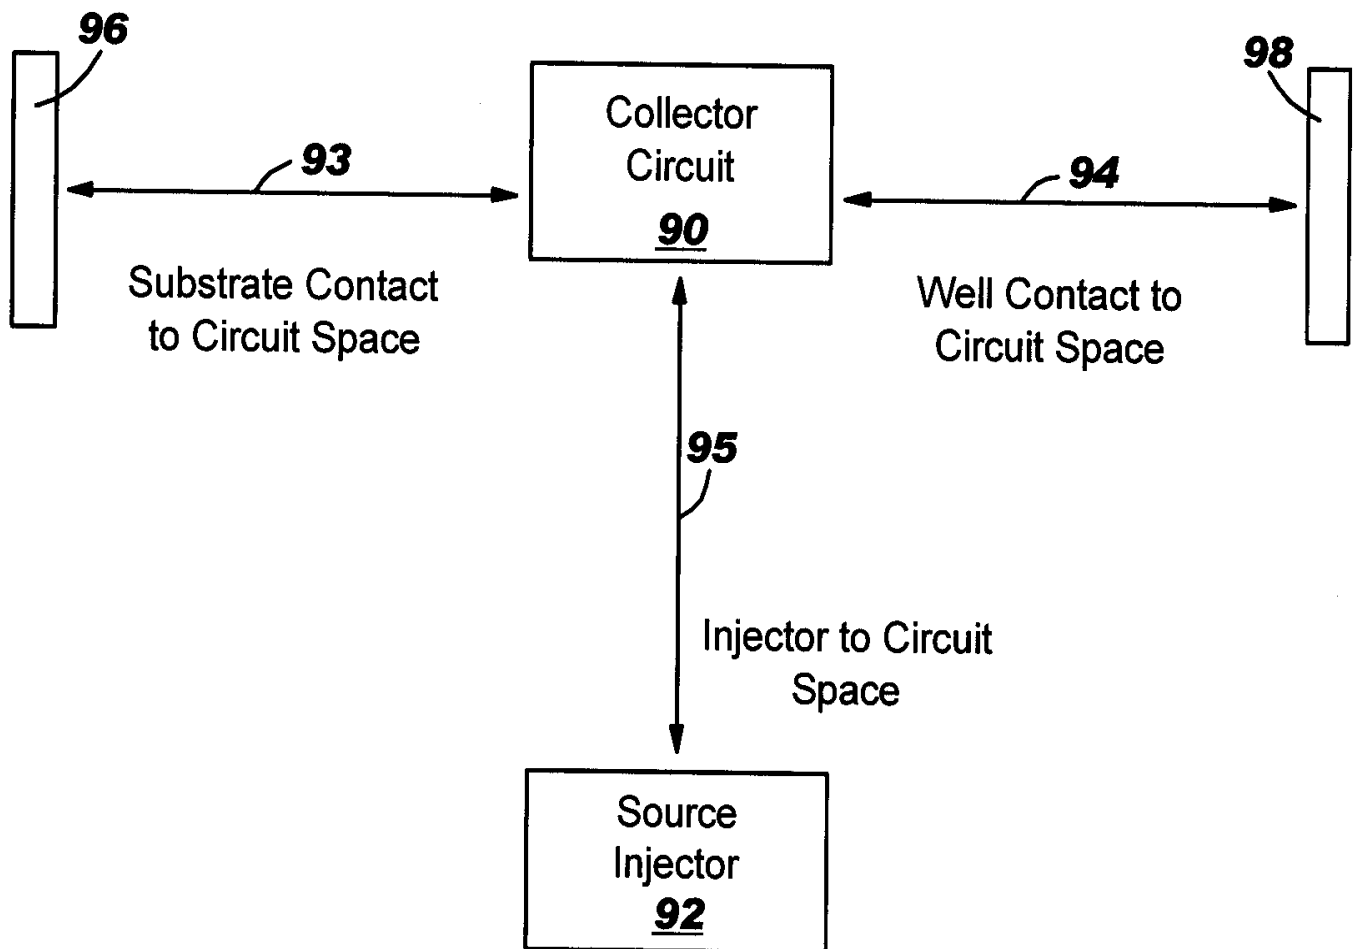 96
98
Collector
Circuit
90
93
94
Substrate Contact
to Circuit Space
Well Contact to
Circuit Space
95
Injector to Circuit
Space
Source
Injector
92